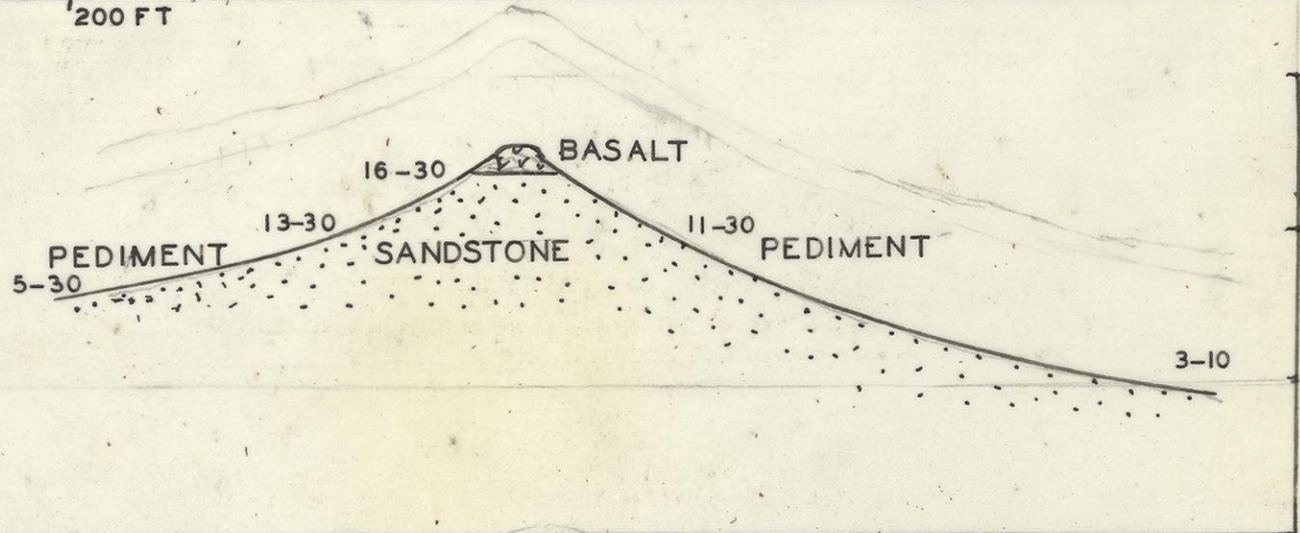 200 FT
BASALT
16-30
13-30
11-30
PEDIMENT
SANDSTONE
PEDIMENT
5-30
3-10